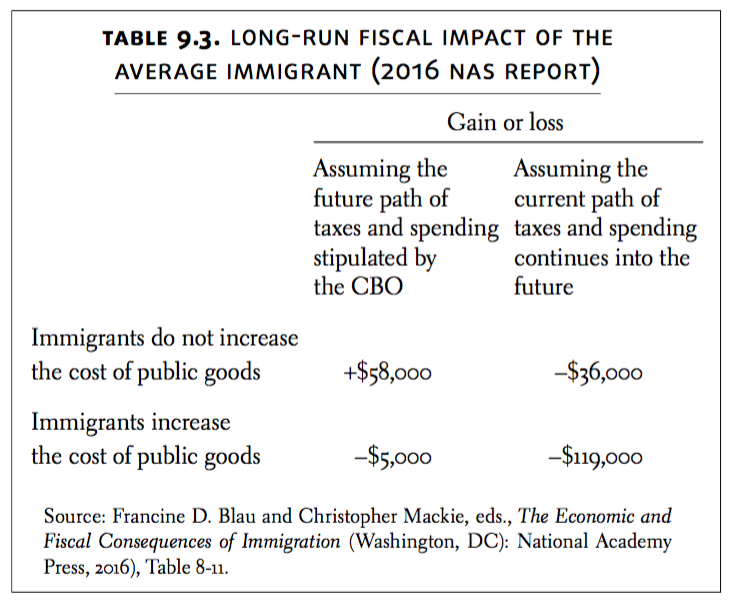 TABLE 9.3. LONG-RUN FISCAL IMPACT OF THE
AVERAGE IMMIGRANT (2016 NAS REPORT)
Gain or loss
Assuming the
future path of
taxes and spending
stipulated by
the CBO
Assuming the
current path of
taxes and spending
continues into the
future
Immigrants do not increase
the cost of public goods +$58,000 –$36,000
Immigrants increase
the cost of public goods –$5,000 –$119,000
Source: Francine D. Blau and Christopher Mackie, eds., The Economic and
Fiscal Consequences of Immigration (Washington, DC): National Academy
Press, 2016), Table 8-11.